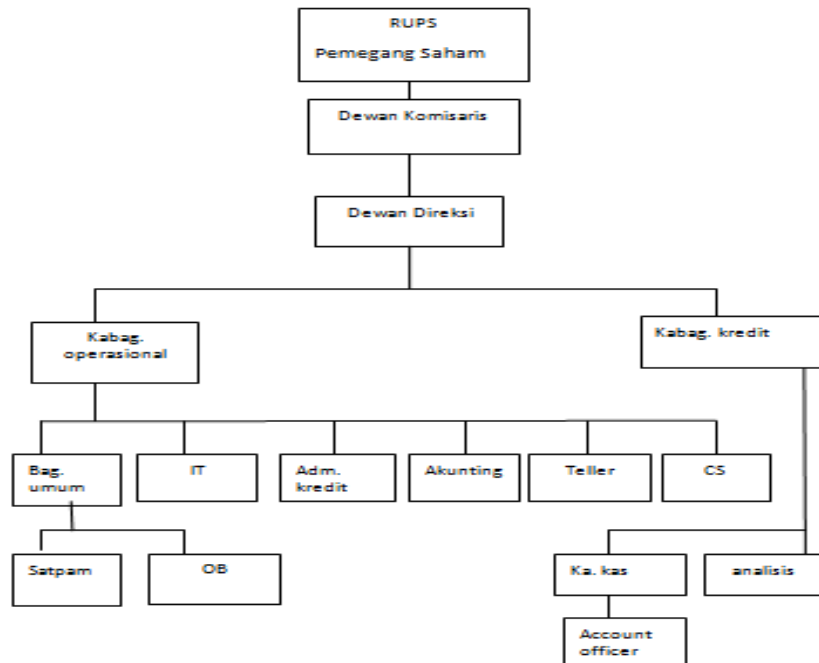 RUPS
Pemegang Saham
Dewan Komisaris
Dewan Direksi
Kabag.
operasional
Kabag. kredit
Bag.
umum
IT
Adm.
kredit
Akunting
Teller
CS
Satpam
OB
Ka. kas
analisis
Account
officer